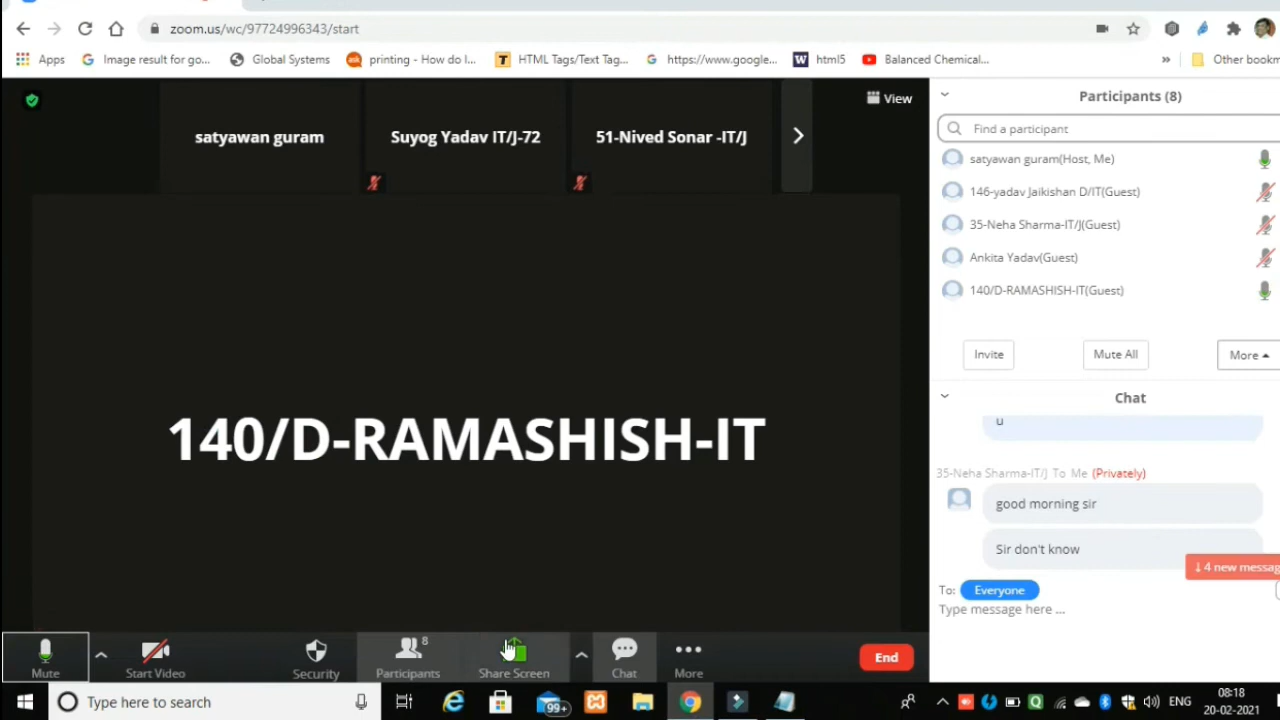 zoom.us/wc/97724996343/start
Apps
Image result for go...
Global Systems
printing - How do I...
HTML Tags/Text Tag...
https://www.google...
html5
Balanced Chemical...
»
Other bookm
View
satyawan guram
Suyog Yadav IT/J-72
51-Nived Sonar -IT/J
140/D-RAMASHISH-IT
Participants (8)
Find a participant
satyawan guram(Host, Me)
146-yadav Jaikishan D/IT(Guest)
35-Neha Sharma-IT/J(Guest)
Ankita Yadav(Guest)
140/D-RAMASHISH-IT(Guest)
Invite
Mute All
More
Chat
u
35-Neha Sharma-IT/J To Me (Privately)
good morning sir
Sir don't know
4 new messag
To: Everyone
Type message here ...
Mute
Start Video
Security
8
Participants
Share Screen
Chat
More
End
Type here to search
99+
ENG
08:18
20-02-2021